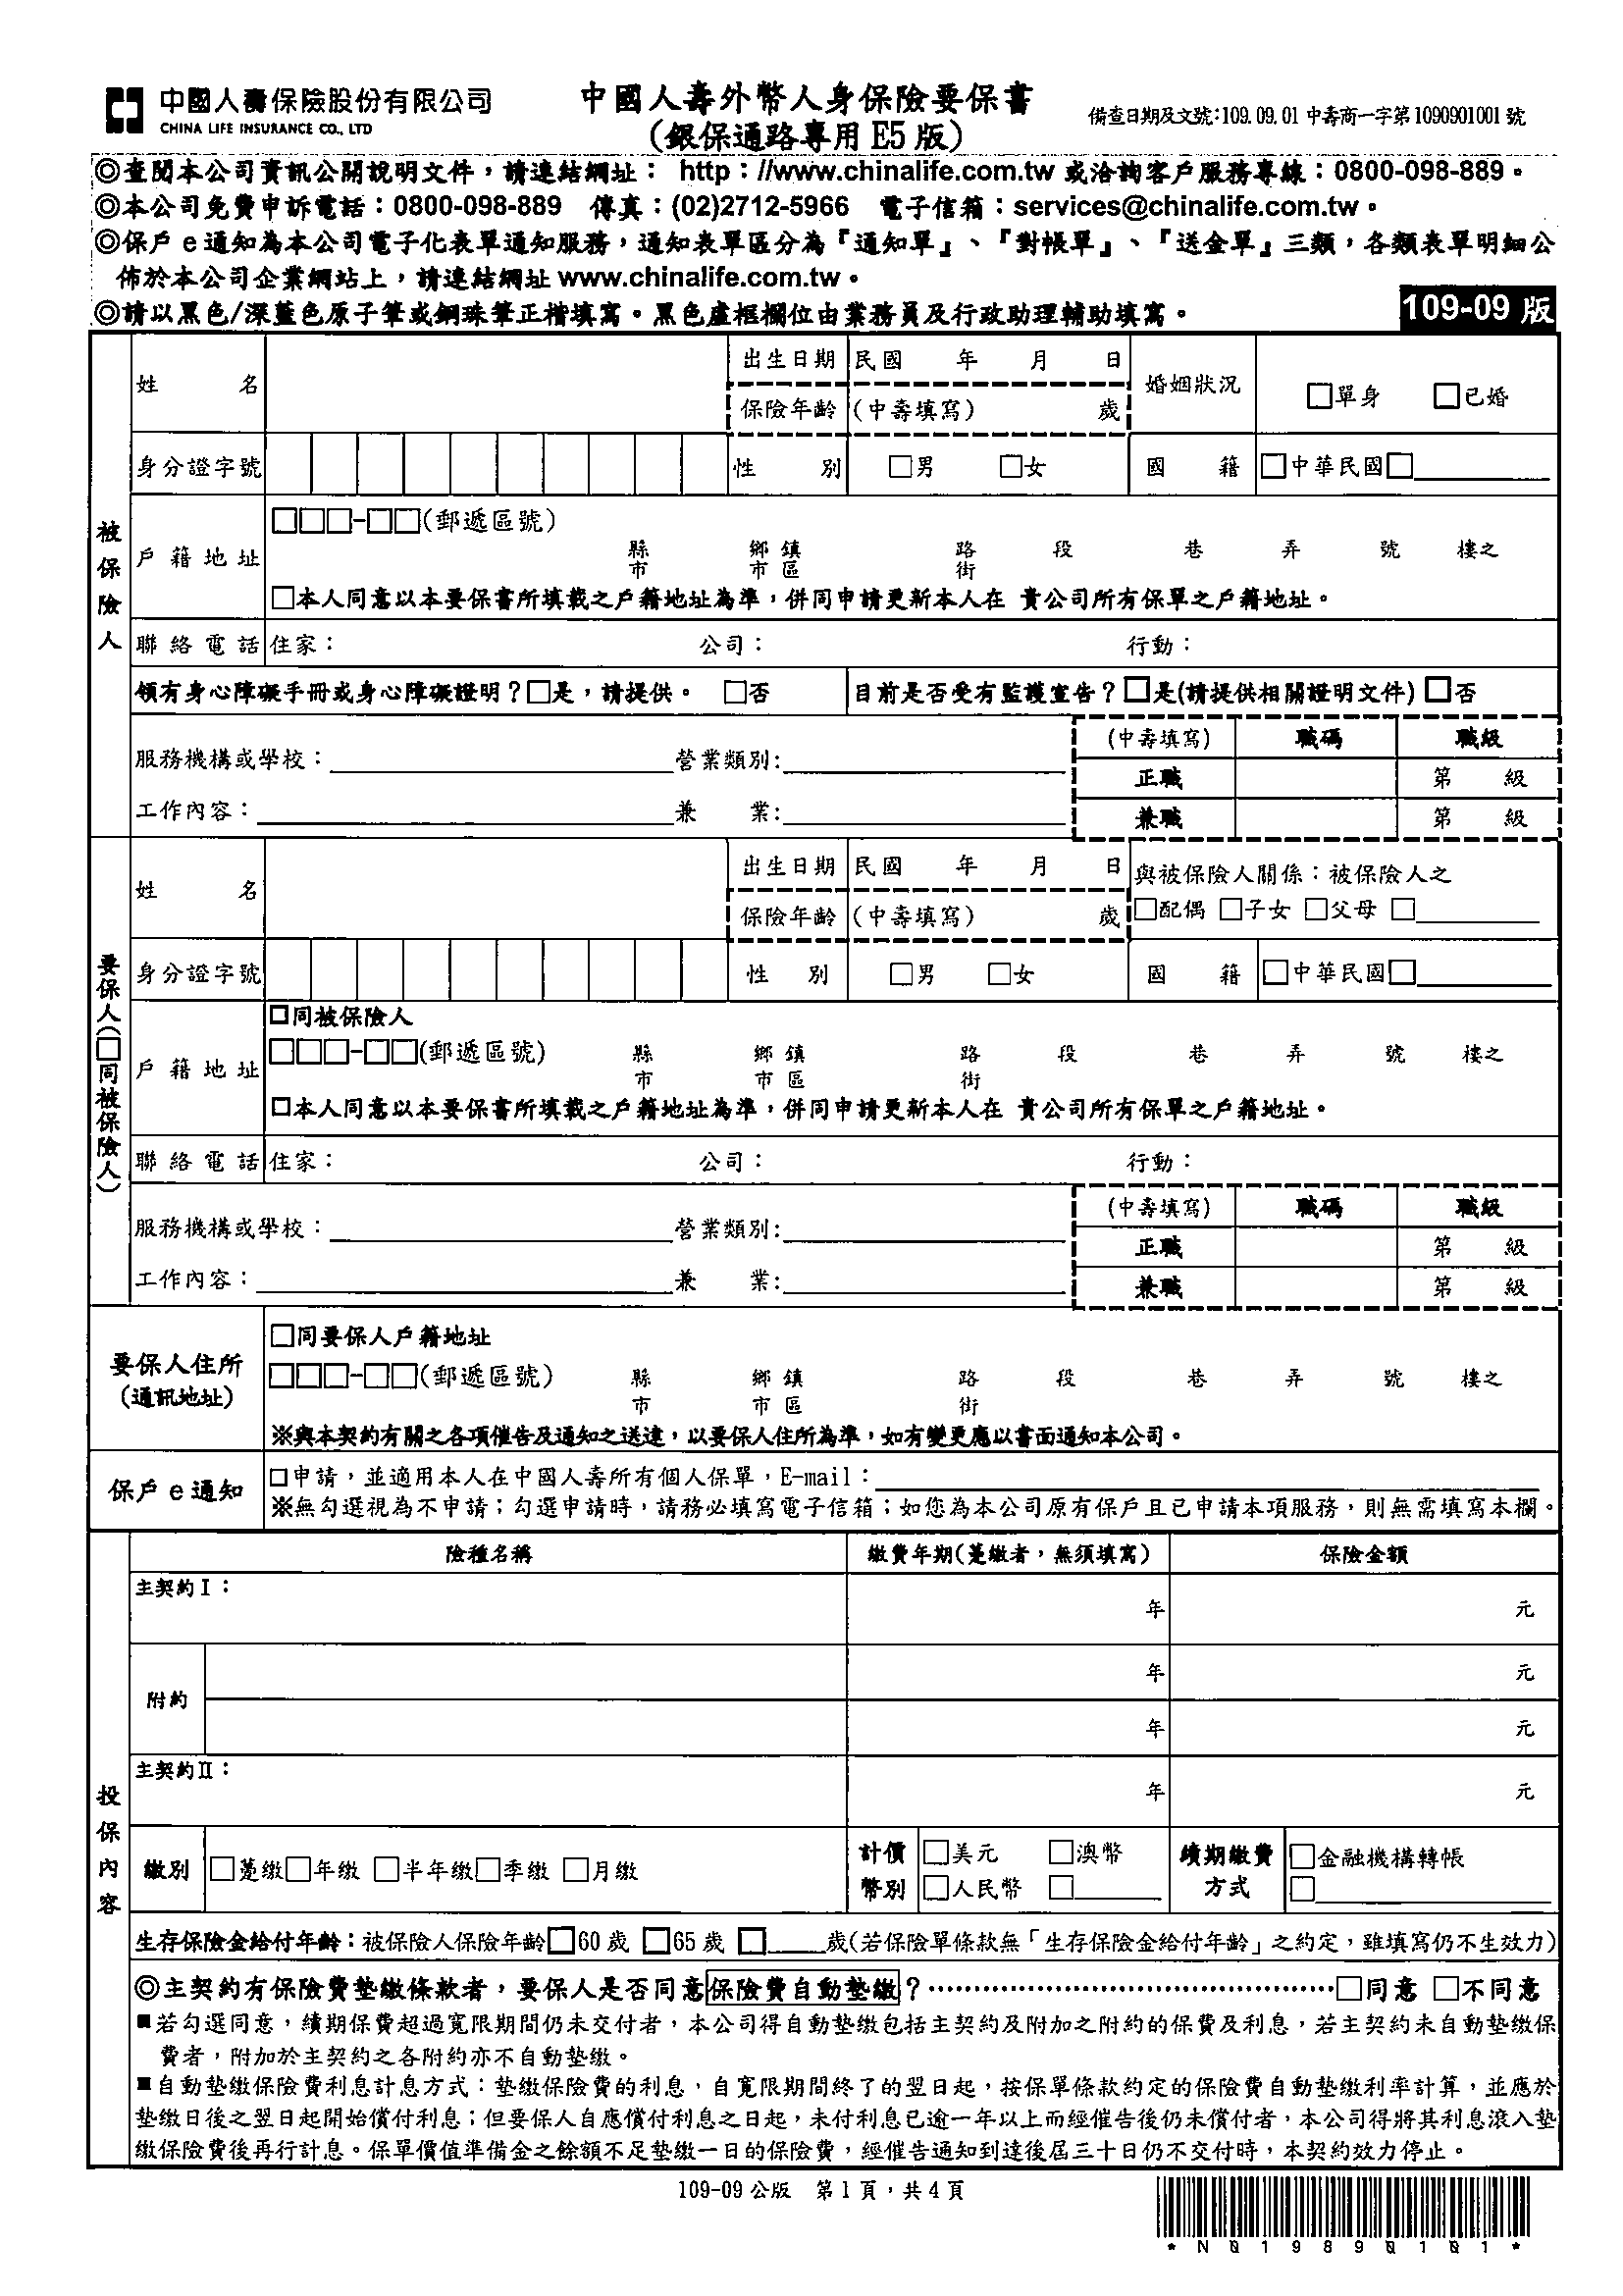 中國人壽保險股份有限公司
CHINA LIFE INSURANCE CO., LTD
中國人壽外幣人身保險要保書
(銀保通路專用 E5 版)
備查日期及文號:109.09.01 中壽商一字第 1090901001 號
◎查閱本公司資訊公開說明文件，請連結網址： http：//www.chinalife.com.tw 或洽詢客戶服務專線：0800-098-889。
◎本公司免費申訴電話：0800-098-889 傳真：(02)2712-5966 電子信箱：services@chinalife.com.tw。
◎保戶 e 通知為本公司電子化表單通知服務，通知表單區分為『通知單』、『對帳單』、『送金單』三類，各類表單明細公
佈於本公司企業網站上，請連結網址 www.chinalife.com.tw。
◎請以黑色/深藍色原子筆或鋼珠筆正楷填寫。黑色虛框欄位由業務員及行政助理輔助填寫。
109-09 版
被保險人
姓 名
出生日期 民國 年 月 日
保險年齡 (中壽填寫) 歲
婚姻狀況 □單身 □已婚
身分證字號
性 別 □男 □女
國 籍 □中華民國□
戶籍地址
□□□-□□(郵遞區號)
縣 鄉 鎮 路 段 巷 弄 號 樓之
市 市 區 街
□本人同意以本要保書所填載之戶籍地址為準，併同申請更新本人在 貴公司所有保單之戶籍地址。
聯絡電話 住家： 公司： 行動：
領有身心障礙手冊或身心障礙證明？□是，請提供。 □否
目前是否受有監護宣告？□是(請提供相關證明文件) □否
服務機構或學校： 營業類別:
工作內容： 兼 業:
(中壽填寫) 職碼 職級
正職 第 級
兼職 第 級
要保人(□同被保險人)
姓 名
出生日期 民國 年 月 日
保險年齡 (中壽填寫) 歲
與被保險人關係：被保險人之
□配偶 □子女 □父母 □
身分證字號
性 別 □男 □女
國 籍 □中華民國□
戶籍地址
□同被保險人
□□□-□□(郵遞區號)
縣 鄉 鎮 路 段 巷 弄 號 樓之
市 市 區 街
□本人同意以本要保書所填載之戶籍地址為準，併同申請更新本人在 貴公司所有保單之戶籍地址。
聯絡電話 住家： 公司： 行動：
服務機構或學校： 營業類別:
工作內容： 兼 業:
(中壽填寫) 職碼 職級
正職 第 級
兼職 第 級
要保人住所
(通訊地址)
□同要保人戶籍地址
□□□-□□(郵遞區號)
縣 鄉 鎮 路 段 巷 弄 號 樓之
市 市 區 街
※與本契約有關之各項催告及通知之送達，以要保人住所為準，如有變更應以書面通知本公司。
保戶 e 通知
□申請，並適用本人在中國人壽所有個人保單，E-mail：
※無勾選視為不申請；勾選申請時，請務必填寫電子信箱；如您為本公司原有保戶且已申請本項服務，則無需填寫本欄。
投保內容
險種名稱 繳費年期(躉繳者，無須填寫) 保險金額
主契約Ⅰ： 年 元
附約 年 元
年 元
主契約Ⅱ： 年 元
繳別 □躉繳□年繳 □半年繳□季繳 □月繳
計價幣別 □美元 □澳幣
□人民幣 □
續期繳費方式 □金融機構轉帳
□
生存保險金給付年齡：被保險人保險年齡□60 歲 □65 歲 □ 歲(若保險單條款無「生存保險金給付年齡」之約定，雖填寫仍不生效力)
◎主契約有保險費墊繳條款者，要保人是否同意保險費自動墊繳？⋯⋯⋯⋯⋯⋯⋯⋯⋯⋯⋯⋯□同意 □不同意
■若勾選同意，續期保費超過寬限期間仍未交付者，本公司得自動墊繳包括主契約及附加之附約的保費及利息，若主契約未自動墊繳保
費者，附加於主契約之各附約亦不自動墊繳。
■自動墊繳保險費利息計息方式：墊繳保險費的利息，自寬限期間終了的翌日起，按保單條款約定的保險費自動墊繳利率計算，並應於
墊繳日後之翌日起開始償付利息；但要保人自應償付利息之日起，未付利息已逾一年以上而經催告後仍未償付者，本公司得將其利息滾入墊
繳保險費後再行計息。保單價值準備金之餘額不足墊繳一日的保險費，經催告通知到達後屆三十日仍不交付時，本契約效力停止。
109-09 公版 第 1 頁，共 4 頁
*N019890101*